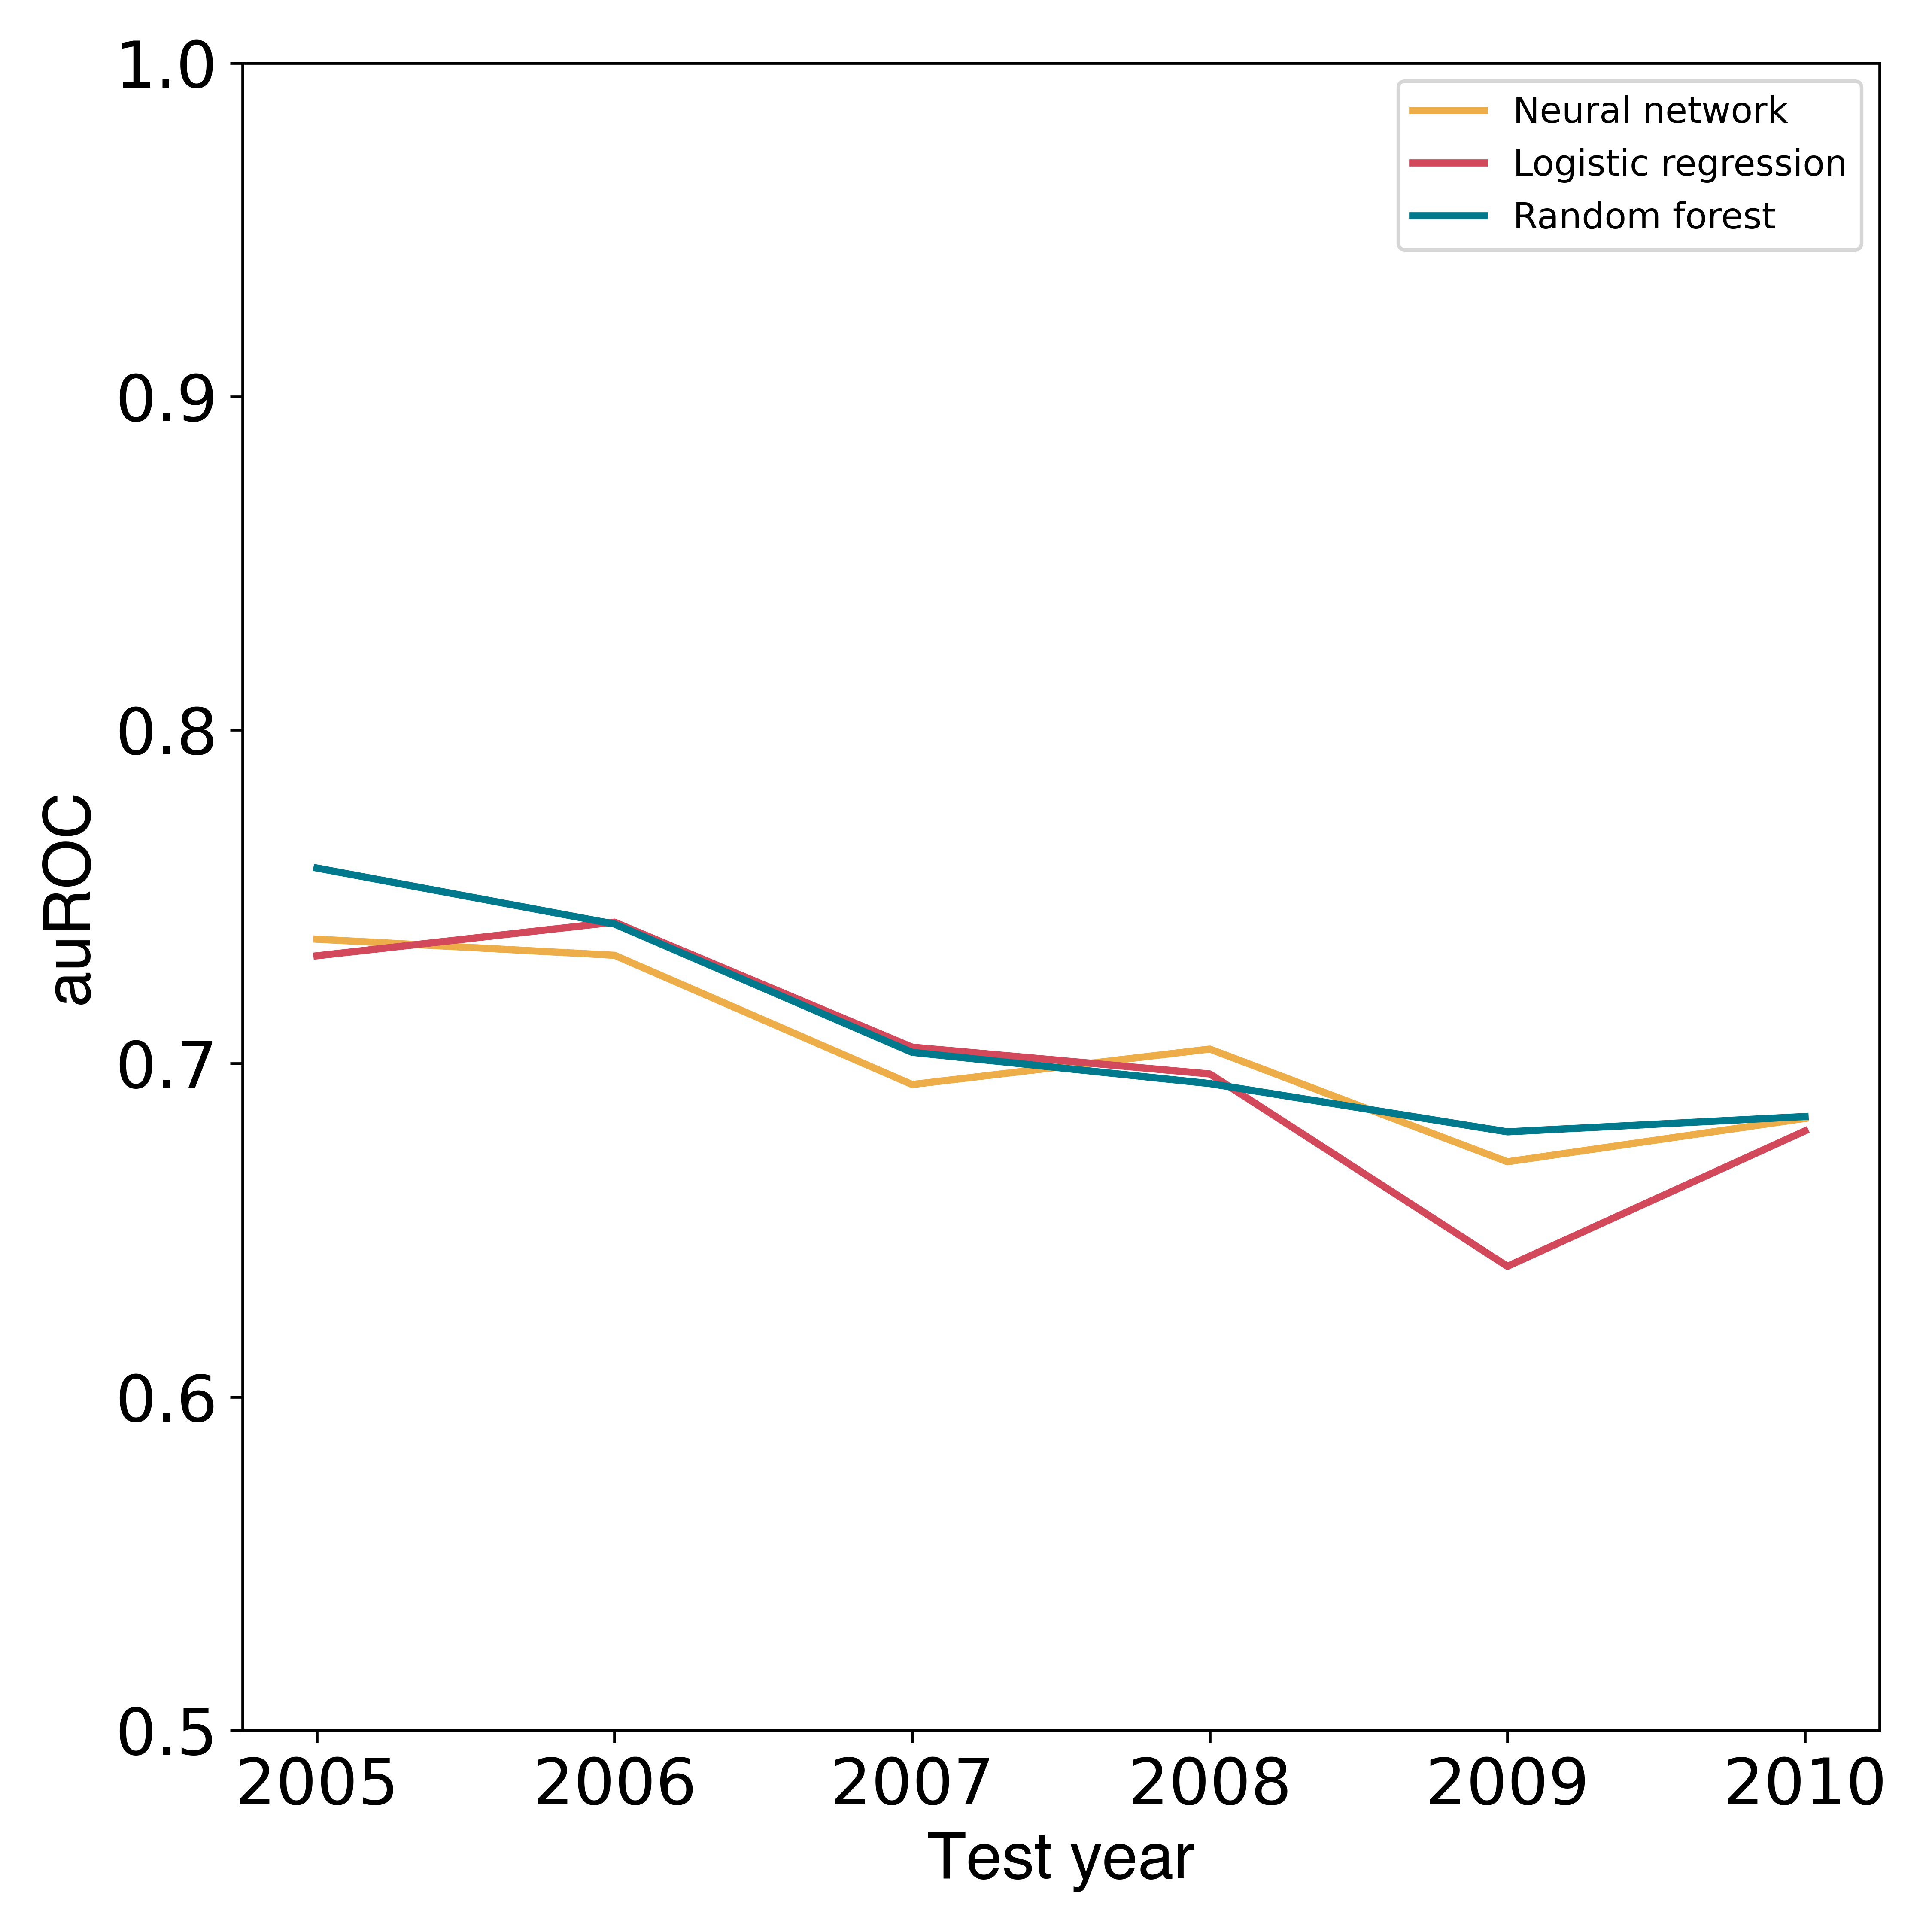 1.0
0.9
0.8
0.7
0.6
0.5
auROC
Neural network
Logistic regression
Random forest
2005 2006 2007 2008 2009 2010
Test year